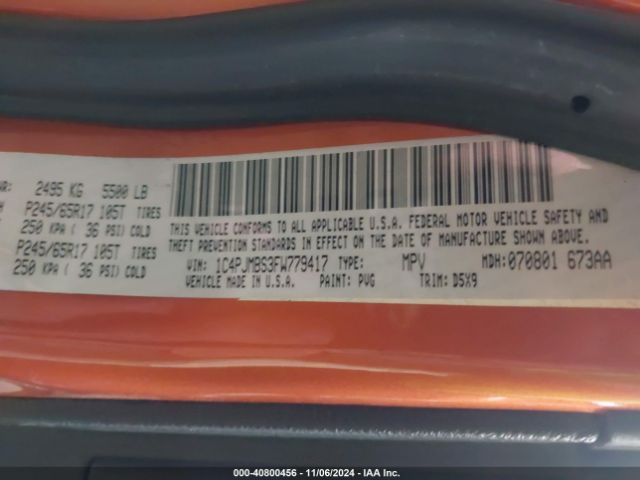 VR: 2495 KG 5500 LB
P245/65R17 105T TIRES
250 KPA ( 36 PSI) COLD
P245/65R17 105T TIRES
250 KPA ( 36 PSI) COLD
THIS VEHICLE CONFORMS TO ALL APPLICABLE U.S.A. FEDERAL MOTOR VEHICLE SAFETY AND
THEFT PREVENTION STANDARDS IN EFFECT ON THE DATE OF MANUFACTURE SHOWN ABOVE.
VIN: 1C4PJMBS3FW779417 TYPE: MPV MDH:070801 673AA
VEHICLE MADE IN U.S.A. PAINT: PVG TRIM: D5X9
000-40800456 - 11/06/2024 - IAA Inc.